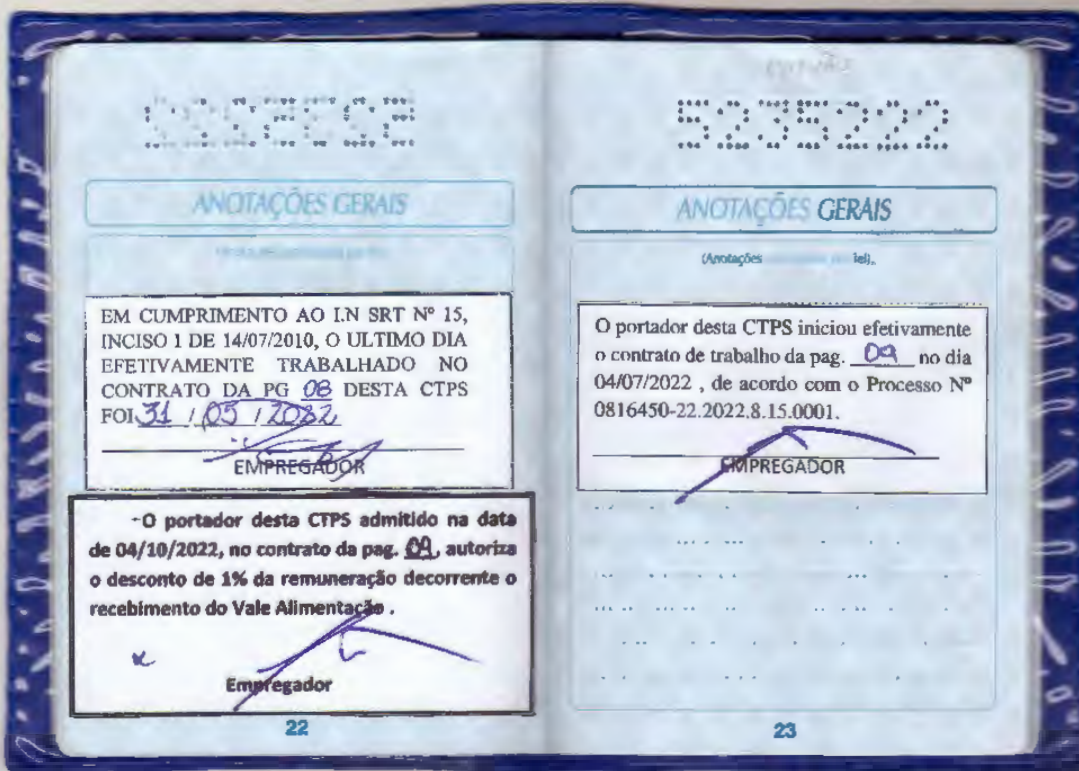 ANOTAÇÕES GERAIS
EM CUMPRIMENTO AO I.N SRT Nº 15,
INCISO 1 DE 14/07/2010, O ULTIMO DIA
EFETIVAMENTE TRABALHADO NO
CONTRATO DA PG 08 DESTA CTPS
FOI 31 / 05 / 2022
EMPREGADOR
-O portador desta CTPS admitido na data
de 04/10/2022, no contrato da pag. 09, autoriza
o desconto de 1% da remuneração decorrente o
recebimento do Vale Alimentação .
x
Empregador
22
5235222
ANOTAÇÕES GERAIS
(Anotações lei).
O portador desta CTPS iniciou efetivamente
o contrato de trabalho da pag. 09 no dia
04/07/2022 , de acordo com o Processo Nº
0816450-22.2022.8.15.0001.
EMPREGADOR
23